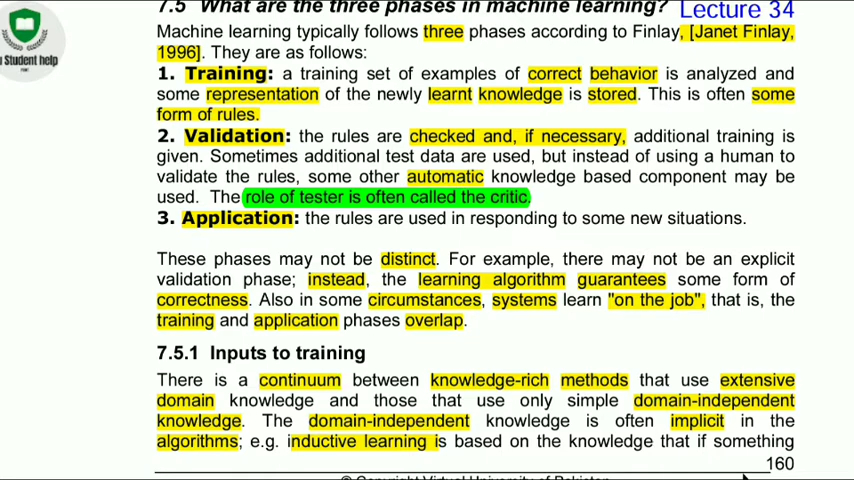 7.5 What are the three phases in machine learning? Lecture 34
Machine learning typically follows three phases according to Finlay, [Janet Finlay,
1996]. They are as follows:
1. Training: a training set of examples of correct behavior is analyzed and
some representation of the newly learnt knowledge is stored. This is often some
form of rules.
2. Validation: the rules are checked and, if necessary, additional training is
given. Sometimes additional test data are used, but instead of using a human to
validate the rules, some other automatic knowledge based component may be
used. The role of tester is often called the critic.
3. Application: the rules are used in responding to some new situations.
These phases may not be distinct. For example, there may not be an explicit
validation phase; instead, the learning algorithm guarantees some form of
correctness. Also in some circumstances, systems learn "on the job", that is, the
training and application phases overlap.
7.5.1 Inputs to training
There is a continuum between knowledge-rich methods that use extensive
domain knowledge and those that use only simple domain-independent
knowledge. The domain-independent knowledge is often implicit in the
algorithms; e.g. inductive learning is based on the knowledge that if something
160
© Copyright Virtual University of Pakistan
Student help